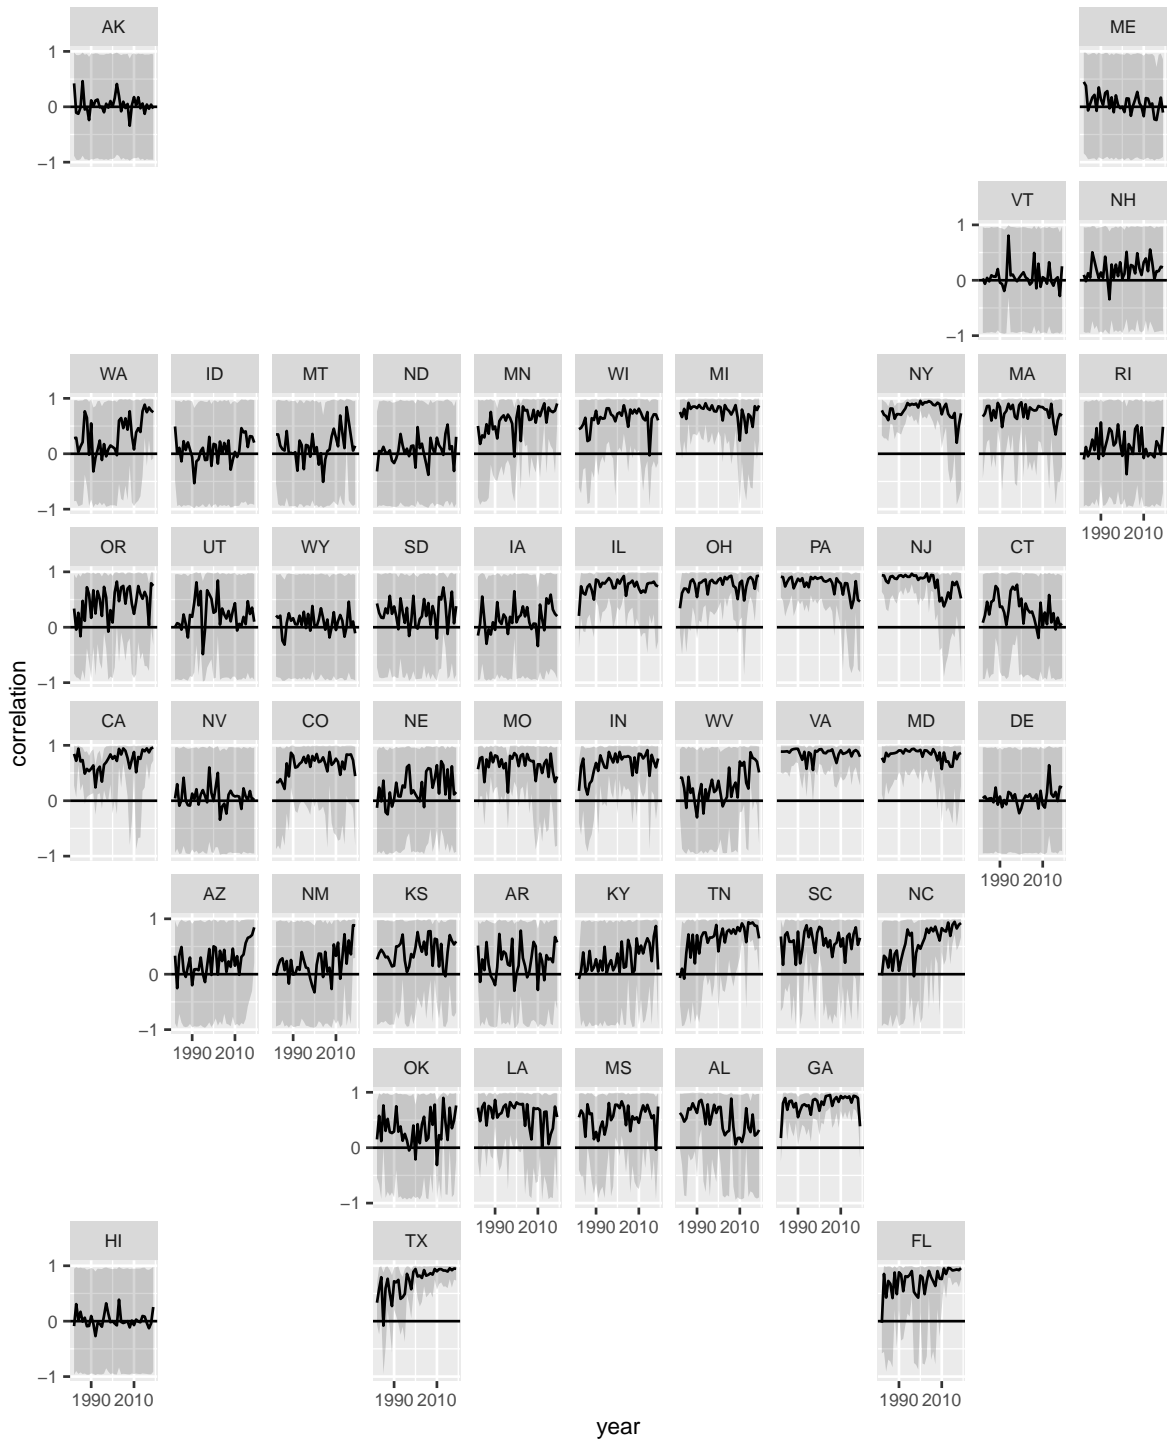 AK ME
1
0
−1
VT NH
1
0
−1
WA ID MT ND MN WI MI NY MA RI
1
0
−1
1990 2010
OR UT WY SD IA IL OH PA NJ CT
1
0
−1
CA NV CO NE MO IN WV VA MD DE
1
0
−1
1990 2010
AZ NM KS AR KY TN SC NC
1
0
−1
1990 2010 1990 2010
OK LA MS AL GA
1
0
−1
1990 2010 1990 2010 1990 2010 1990 2010
HI TX FL
1
0
−1
1990 2010 1990 2010 1990 2010
correlation
year